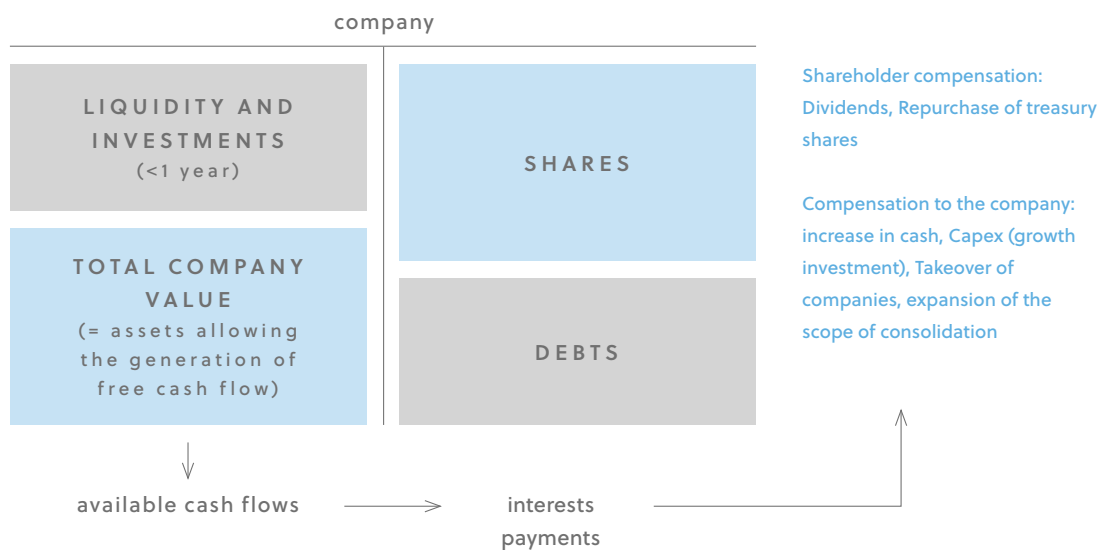 company
LIQUIDITY AND
INVESTMENTS
(<1 year)
TOTAL COMPANY
VALUE
(= assets allowing
the generation of
free cash flow)
SHARES
DEBTS
Shareholder compensation:
Dividends, Repurchase of treasury
shares
Compensation to the company:
increase in cash, Capex (growth
investment), Takeover of
companies, expansion of the
scope of consolidation
available cash flows
interests
payments